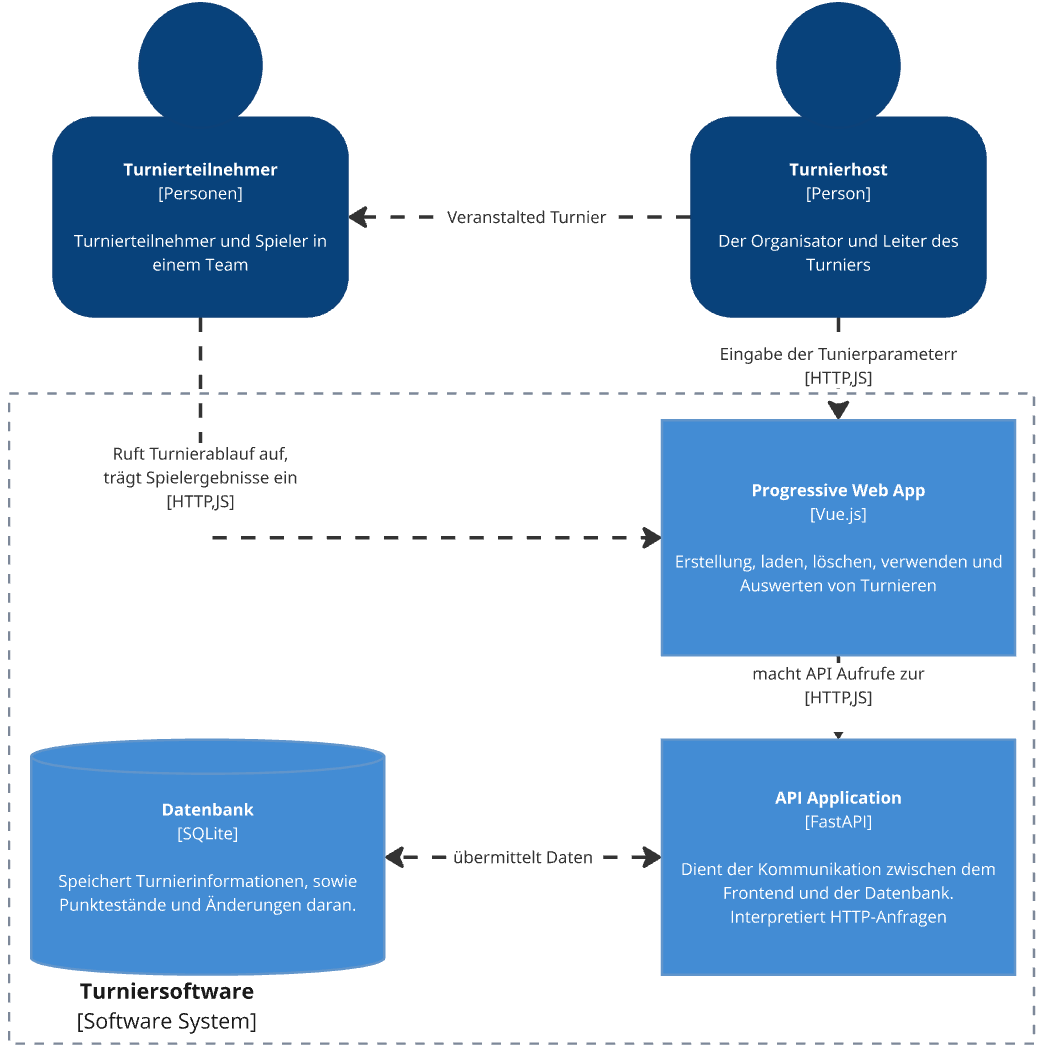 Turnierteilnehmer
[Personen]
Turnierteilnehmer und Spieler in
einem Team
Veranstalted Turnier
Turnierhost
[Person]
Der Organisator und Leiter des
Turniers
Eingabe der Tunierparameterr
[HTTP,JS]
Ruft Turnierablauf auf,
trägt Spielergebnisse ein
[HTTP,JS]
Progressive Web App
[Vue.js]
Erstellung, laden, löschen, verwenden und
Auswerten von Turnieren
macht API Aufrufe zur
[HTTP,JS]
Datenbank
[SQLite]
Speichert Turnierinformationen, sowie
Punktestände und Änderungen daran.
übermittelt Daten
API Application
[FastAPI]
Dient der Kommunikation zwischen dem
Frontend und der Datenbank.
Interpretiert HTTP-Anfragen
Turniersoftware
[Software System]